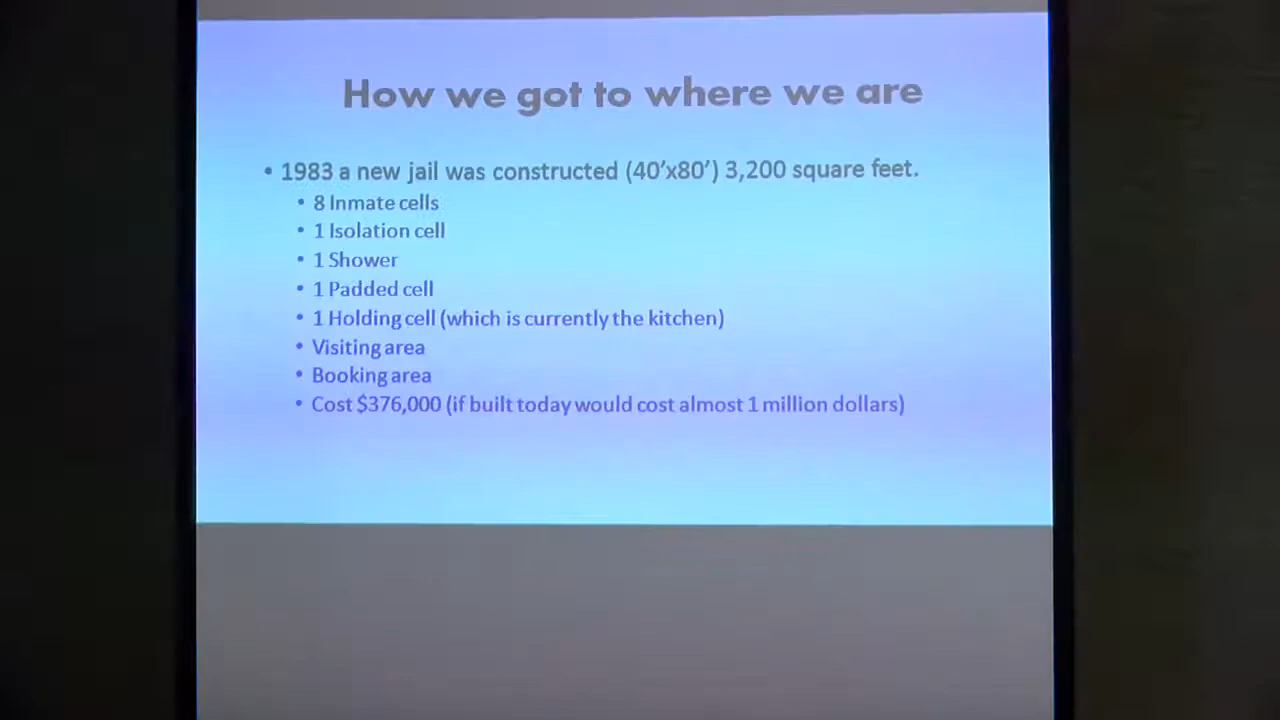 How we got to where we are
• 1983 a new jail was constructed (40’x80’) 3,200 square feet.
• 8 Inmate cells
• 1 Isolation cell
• 1 Shower
• 1 Padded cell
• 1 Holding cell (which is currently the kitchen)
• Visiting area
• Booking area
• Cost $376,000 (if built today would cost almost 1 million dollars)